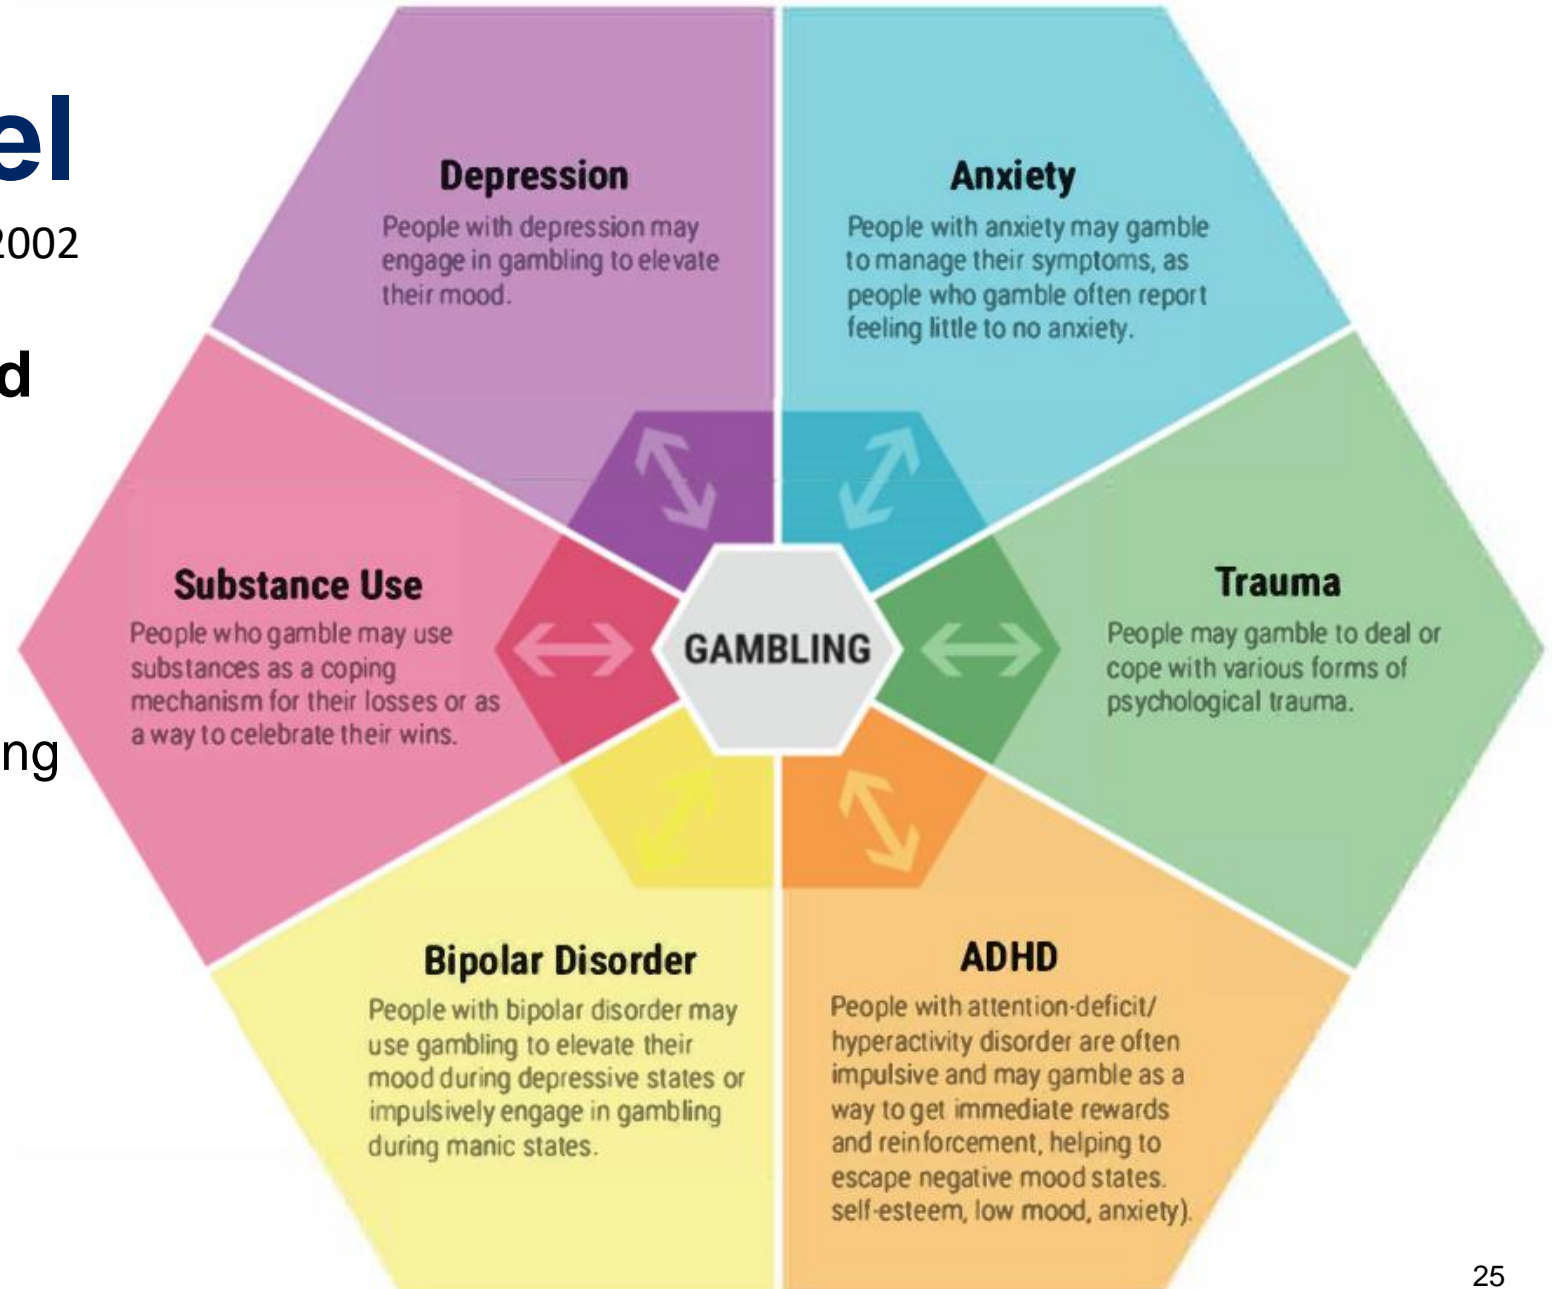 el
2002
d
ng
Depression
People with depression may
engage in gambling to elevate
their mood.
Anxiety
People with anxiety may gamble
to manage their symptoms, as
people who gamble often report
feeling little to no anxiety.
Substance Use
People who gamble may use
substances as a coping
mechanism for their losses or as
a way to celebrate their wins.
GAMBLING
Trauma
People may gamble to deal or
cope with various forms of
psychological trauma.
Bipolar Disorder
People with bipolar disorder may
use gambling to elevate their
mood during depressive states or
impulsively engage in gambling
during manic states.
ADHD
People with attention-deficit/
hyperactivity disorder are often
impulsive and may gamble as a
way to get immediate rewards
and reinforcement, helping to
escape negative mood states.
self-esteem, low mood, anxiety).
25